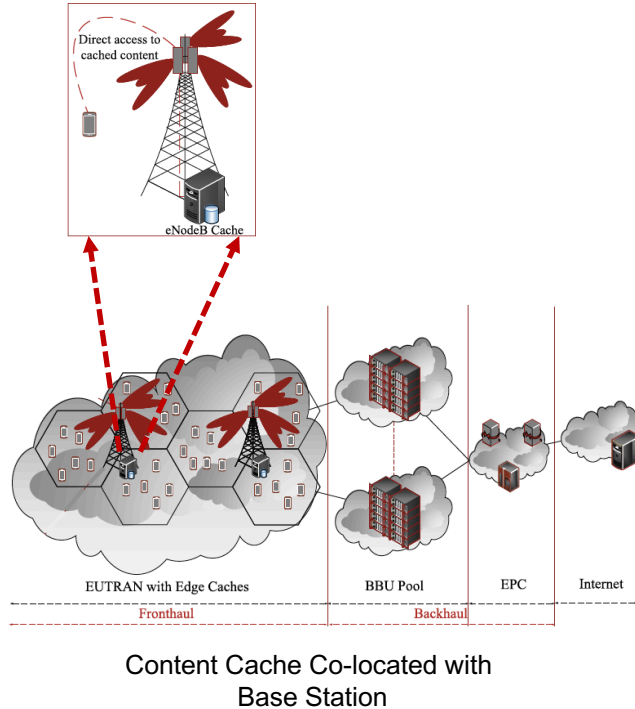 Direct access to
cached content
eNodeB Cache
EUTRAN with Edge Caches
BBU Pool
EPC
Internet
Fronthaul
Backhaul
Content Cache Co-located with
Base Station